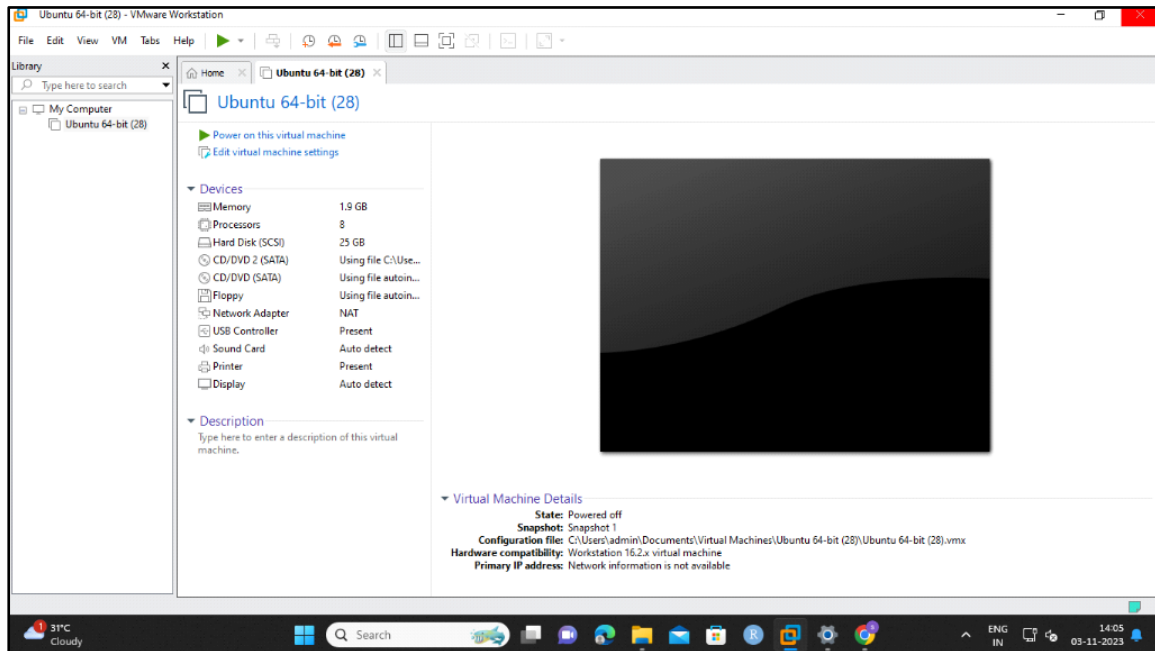 Ubuntu 64-bit (28) - VMware Workstation
File Edit View VM Tabs Help
Library
Type here to search
My Computer
Ubuntu 64-bit (28)
Home
Ubuntu 64-bit (28)
Ubuntu 64-bit (28)
Power on this virtual machine
Edit virtual machine settings
Devices
Memory 1.9 GB
Processors 8
Hard Disk (SCSI) 25 GB
CD/DVD 2 (SATA) Using file C:\Use...
CD/DVD (SATA) Using file autoin...
Floppy Using file autoin...
Network Adapter NAT
USB Controller Present
Sound Card Auto detect
Printer Present
Display Auto detect
Description
Type here to enter a description of this virtual
machine.
Virtual Machine Details
State: Powered off
Snapshot: Snapshot 1
Configuration file: C:\Users\admin\Documents\Virtual Machines\Ubuntu 64-bit (28)\Ubuntu 64-bit (28).vmx
Hardware compatibility: Workstation 16.2.x virtual machine
Primary IP address: Network information is not available
1
31°C
Cloudy
Search
R
ENG
IN
14:05
03-11-2023